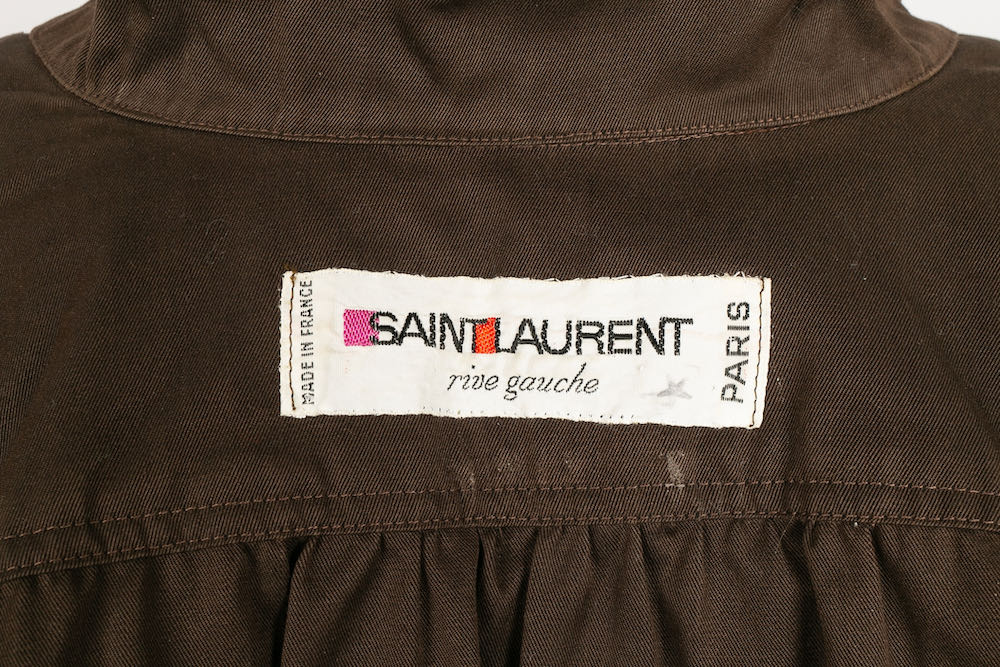 MADE IN FRANCE
SAINT LAURENT
rive gauche
PARIS